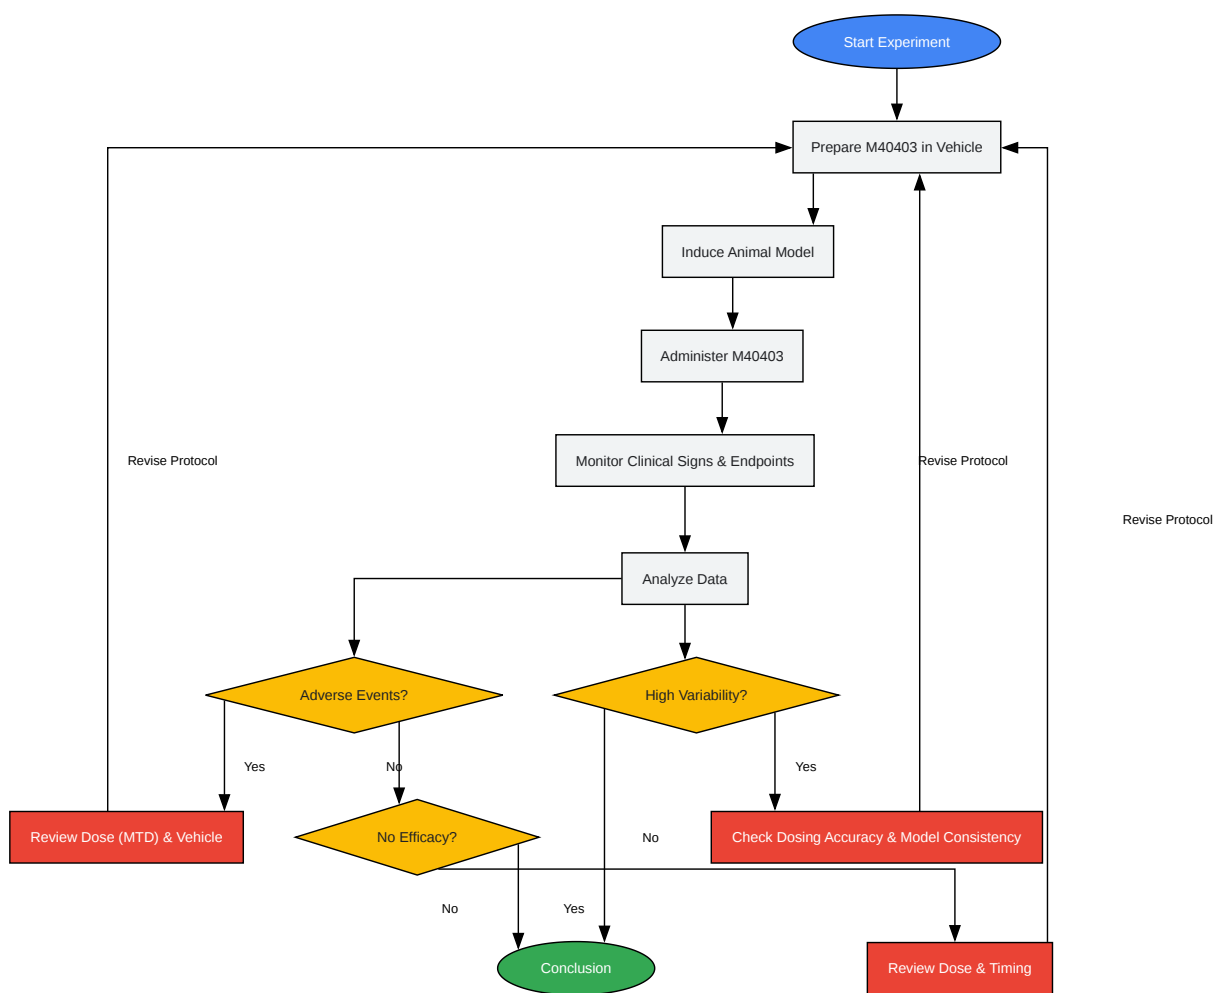 Start Experiment
Prepare M40403 in Vehicle
Induce Animal Model
Administer M40403
Monitor Clinical Signs & Endpoints
Revise Protocol
Revise Protocol
Revise Protocol
Analyze Data
Adverse Events?
High Variability?
Yes
No
Yes
Review Dose (MTD) & Vehicle
No Efficacy?
No
Check Dosing Accuracy & Model Consistency
No
Yes
Conclusion
Review Dose & Timing